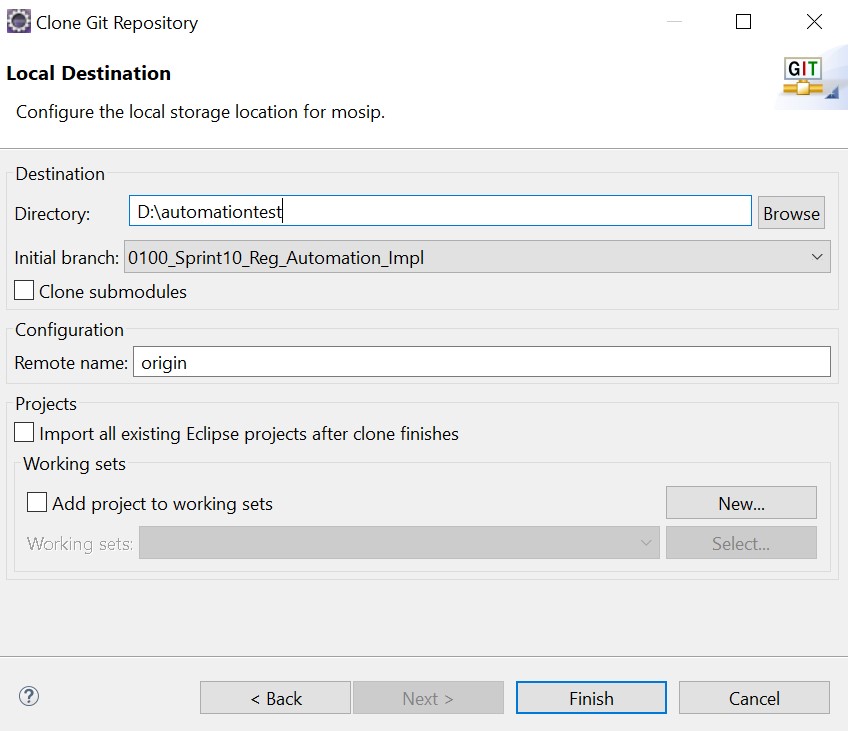 Clone Git Repository
Local Destination
GIT
Configure the local storage location for mosip.
Destination
Directory: D:\automationtest Browse
Initial branch: 0100_Sprint10_Reg_Automation_Impl
Clone submodules
Configuration
Remote name: origin
Projects
Import all existing Eclipse projects after clone finishes
Working sets
Add project to working sets New...
Working sets: Select...
? < Back Next > Finish Cancel